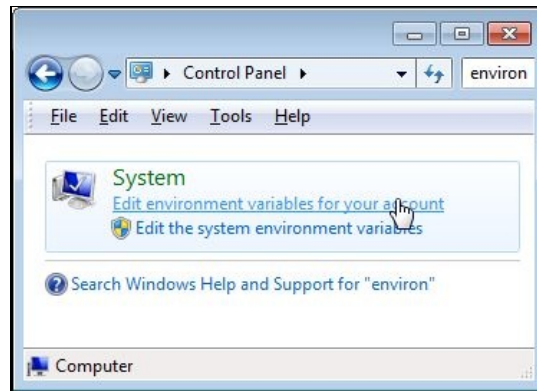 Control Panel
environ
File Edit View Tools Help
System
Edit environment variables for your account
Edit the system environment variables
Search Windows Help and Support for "environ"
Computer